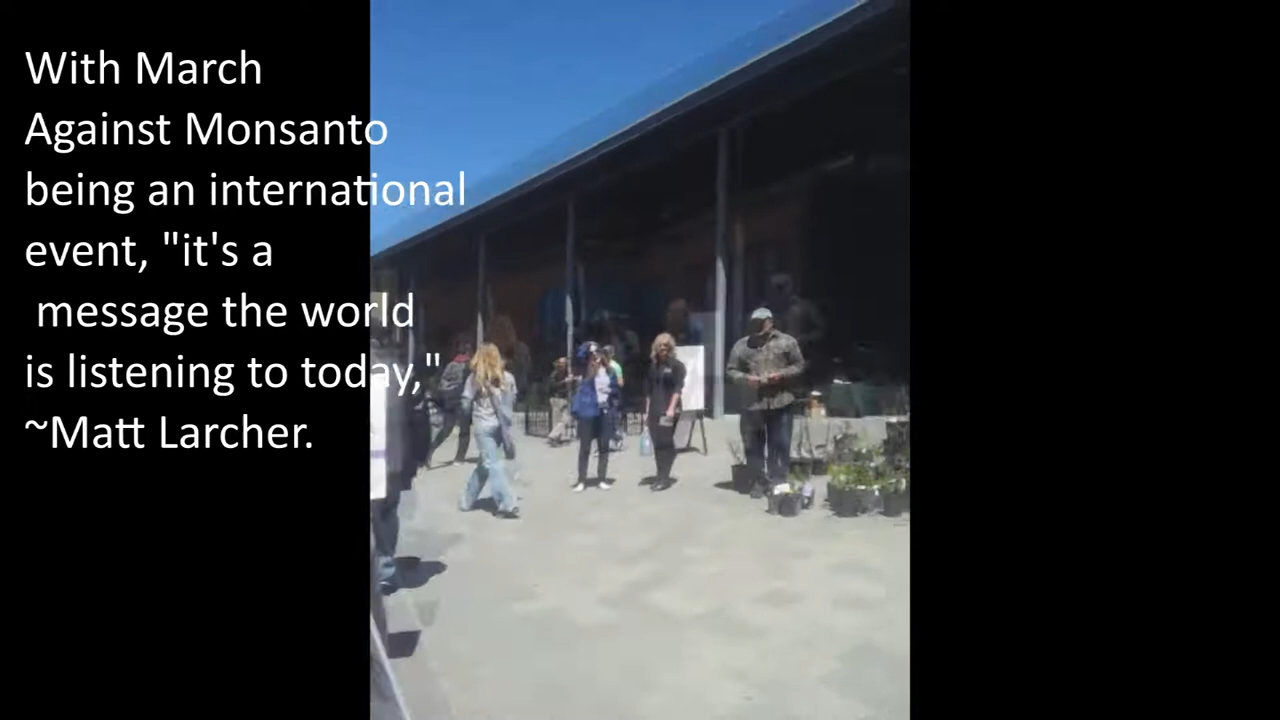 With March
Against Monsanto
being an international
event, "it's a
message the world
is listening to today,"
~Matt Larcher.